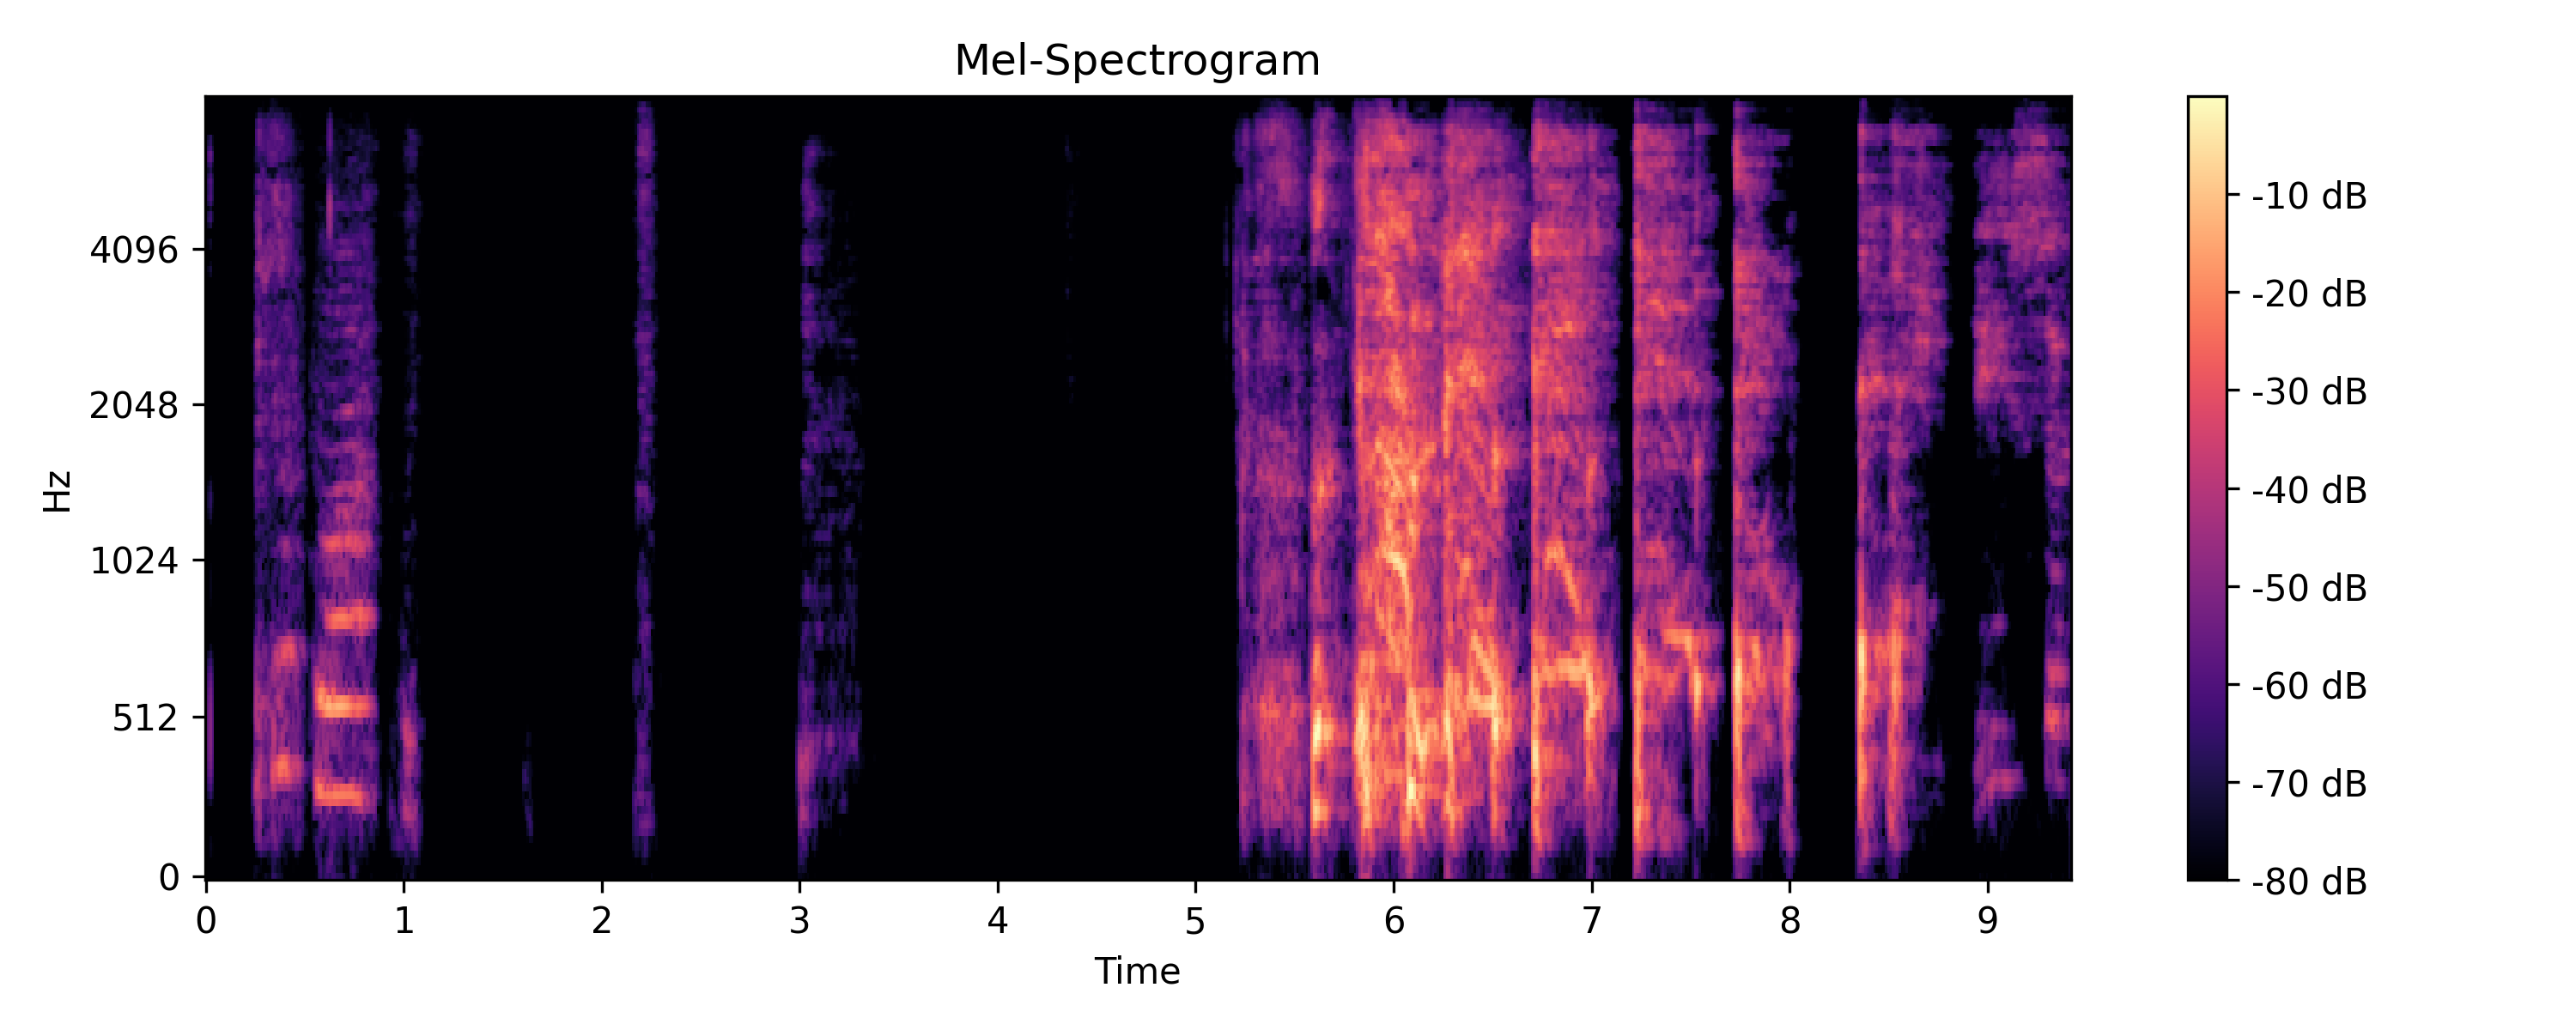 Mel-Spectrogram
Hz
4096
2048
1024
512
0
0 1 2 3 4 5 6 7 8 9
Time
-10 dB
-20 dB
-30 dB
-40 dB
-50 dB
-60 dB
-70 dB
-80 dB